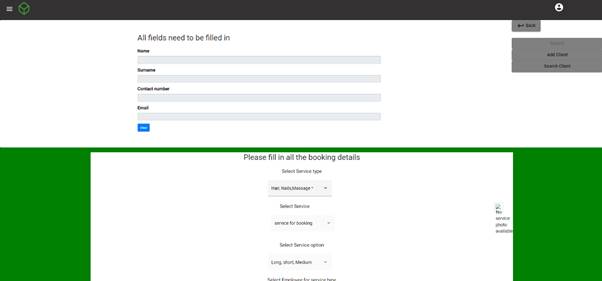 BACK
All fields need to be filled in
Name
Add Client
Surname
Search Client
Contact number
Email
Please fill in all the booking details
Select Service type
Hair, Nails,Massage *
Select Service
service for booking
No
service
photo
available
Select Service option
Long, short, Medium
Select Employee for service type